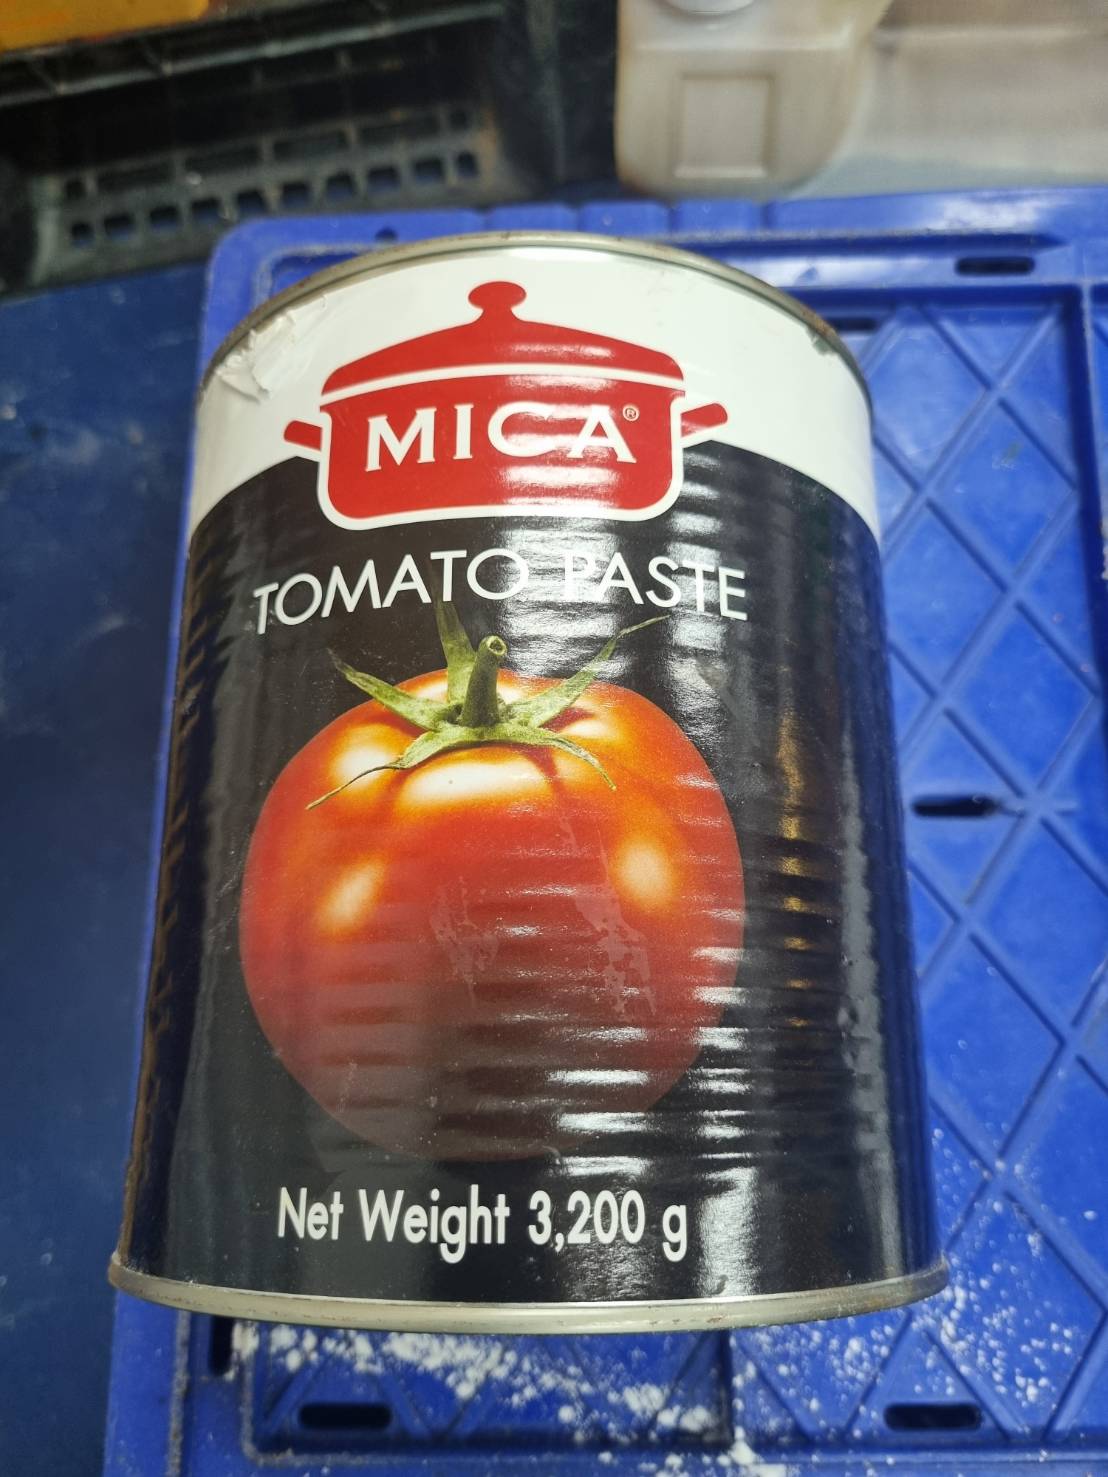 MICA®
TOMATO PASTE
Net Weight 3,200 g